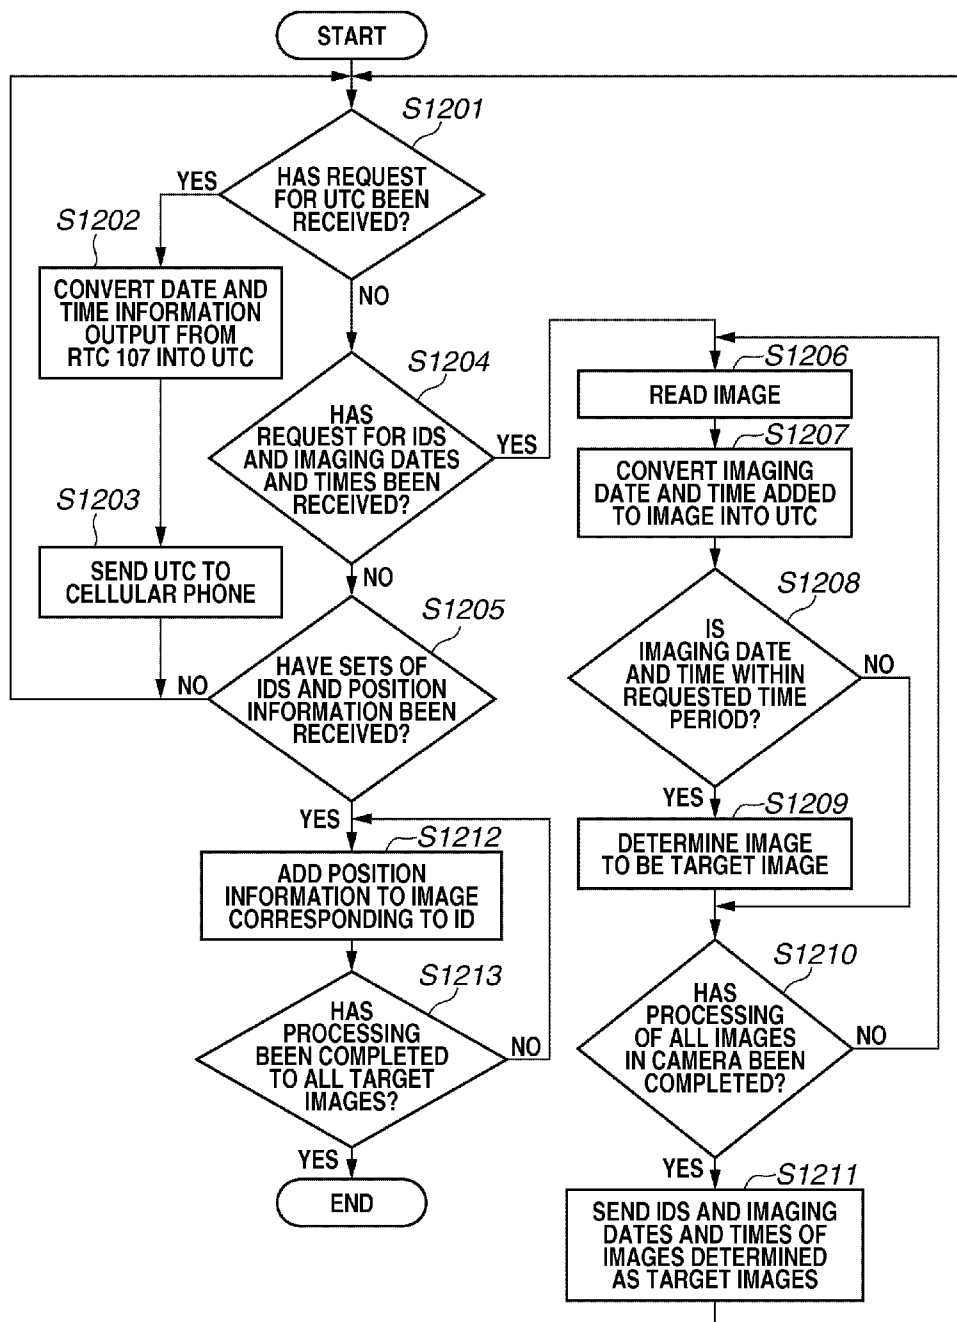 START
S1201
HAS REQUEST
FOR UTC BEEN
RECEIVED?
YES
NO
S1202
CONVERT DATE AND
TIME INFORMATION
OUTPUT FROM
RTC 107 INTO UTC
S1203
SEND UTC TO
CELLULAR PHONE
S1204
HAS
REQUEST FOR IDS
AND IMAGING DATES
AND TIMES BEEN
RECEIVED?
YES
NO
S1205
HAVE SETS OF
IDS AND POSITION
INFORMATION BEEN
RECEIVED?
NO
YES
S1212
ADD POSITION
INFORMATION TO IMAGE
CORRESPONDING TO ID
S1213
HAS
PROCESSING
BEEN COMPLETED
TO ALL TARGET
IMAGES?
NO
YES
END
S1206
READ IMAGE
S1207
CONVERT IMAGING
DATE AND TIME ADDED
TO IMAGE INTO UTC
S1208
IS
IMAGING DATE
AND TIME WITHIN
REQUESTED TIME
PERIOD?
NO
YES
S1209
DETERMINE IMAGE
TO BE TARGET IMAGE
S1210
HAS
PROCESSING
OF ALL IMAGES
IN CAMERA BEEN
COMPLETED?
NO
YES
S1211
SEND IDS AND IMAGING
DATES AND TIMES OF
IMAGES DETERMINED
AS TARGET IMAGES